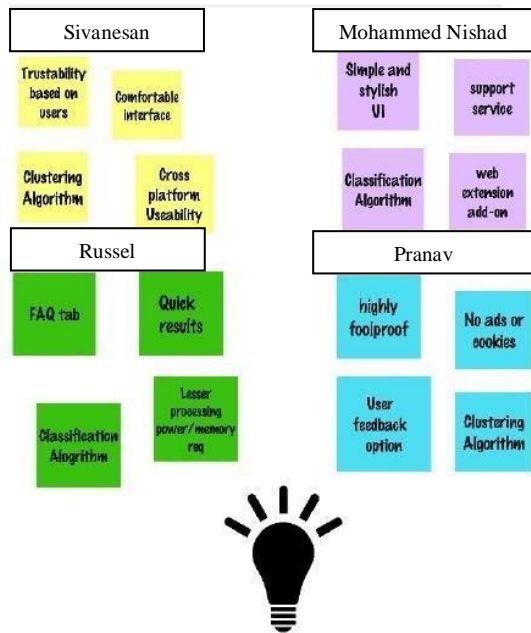 Sivanesan
Trustability
based on
users
Comfortable
interface
Clustering
Algorithm
Cross
platform
Useability
Mohammed Nishad
Simple and
stylish
UI
support
service
Classification
Algorithm
web
extension
add-on
Russel
FAQ tab
Quick
results
Classification
Alogrithm
Lesser
processing
power/memory
req
Pranav
highly
foolproof
No ads or
cookies
User
feedback
option
Clustering
Algorithm